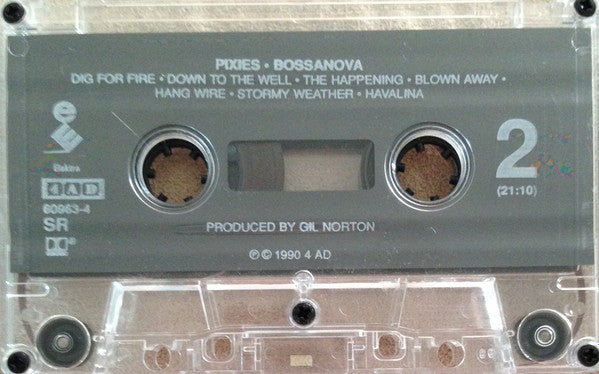 PIXIES • BOSSANOVA
DIG FOR FIRE • DOWN TO THE WELL • THE HAPPENING • BLOWN AWAY •
HANG WIRE • STORMY WEATHER • HAVALINA
e
Elektra
4AD
60963-4
SR
2
(21:10)
PRODUCED BY GIL NORTON
℗ © 1990 4 AD